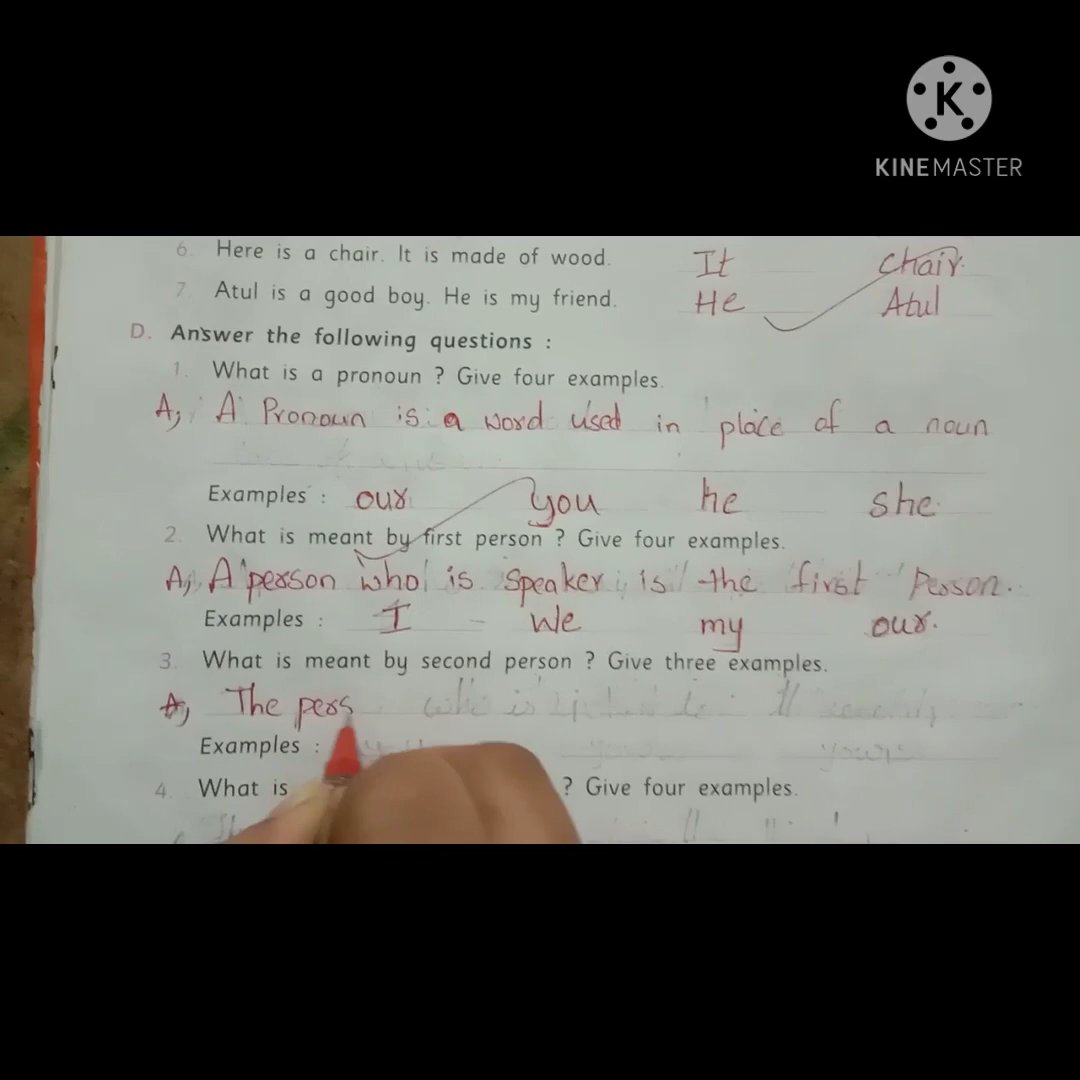 KINEMASTER
6. Here is a chair. It is made of wood. It chair.
7 Atul is a good boy. He is my friend. He Atul
D. Answer the following questions :
1. What is a pronoun ? Give four examples.
A, A Pronoun is a word used in place of a noun
Examples : our you he she
2. What is meant by first person ? Give four examples.
A, A person who is speaker is the first Person.
Examples : I We my our.
3. What is meant by second person ? Give three examples.
A, The pers who is
Examples : yours
4. What is ? Give four examples.